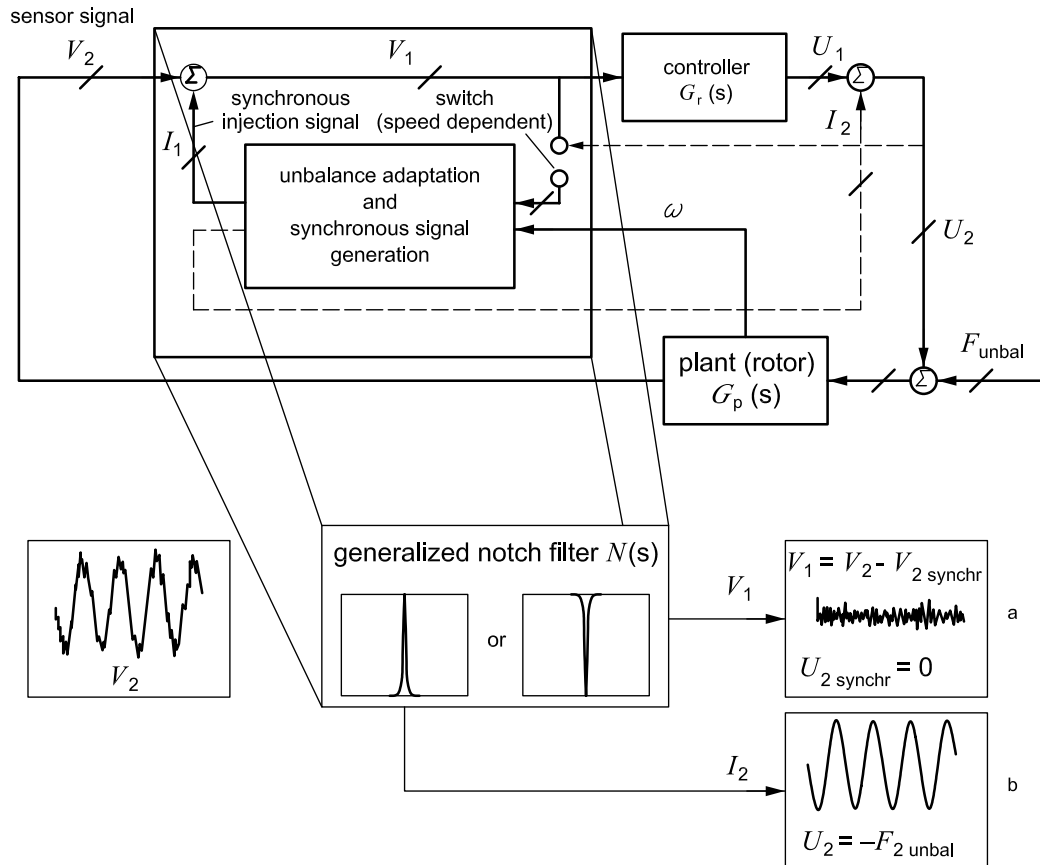 sensor signal
V2
V1
U1
controller
Gr (s)
Σ
Σ
synchronous
injection signal
switch
(speed dependent)
I2
I1
unbalance adaptation
and
synchronous signal
generation
ω
U2
Funbal
plant (rotor)
Gp (s)
Σ
generalized notch filter N(s)
or
V2
V1
V1 = V2 - V2 synchr
U2 synchr = 0
a
I2
b
U2 = –F2 unbal